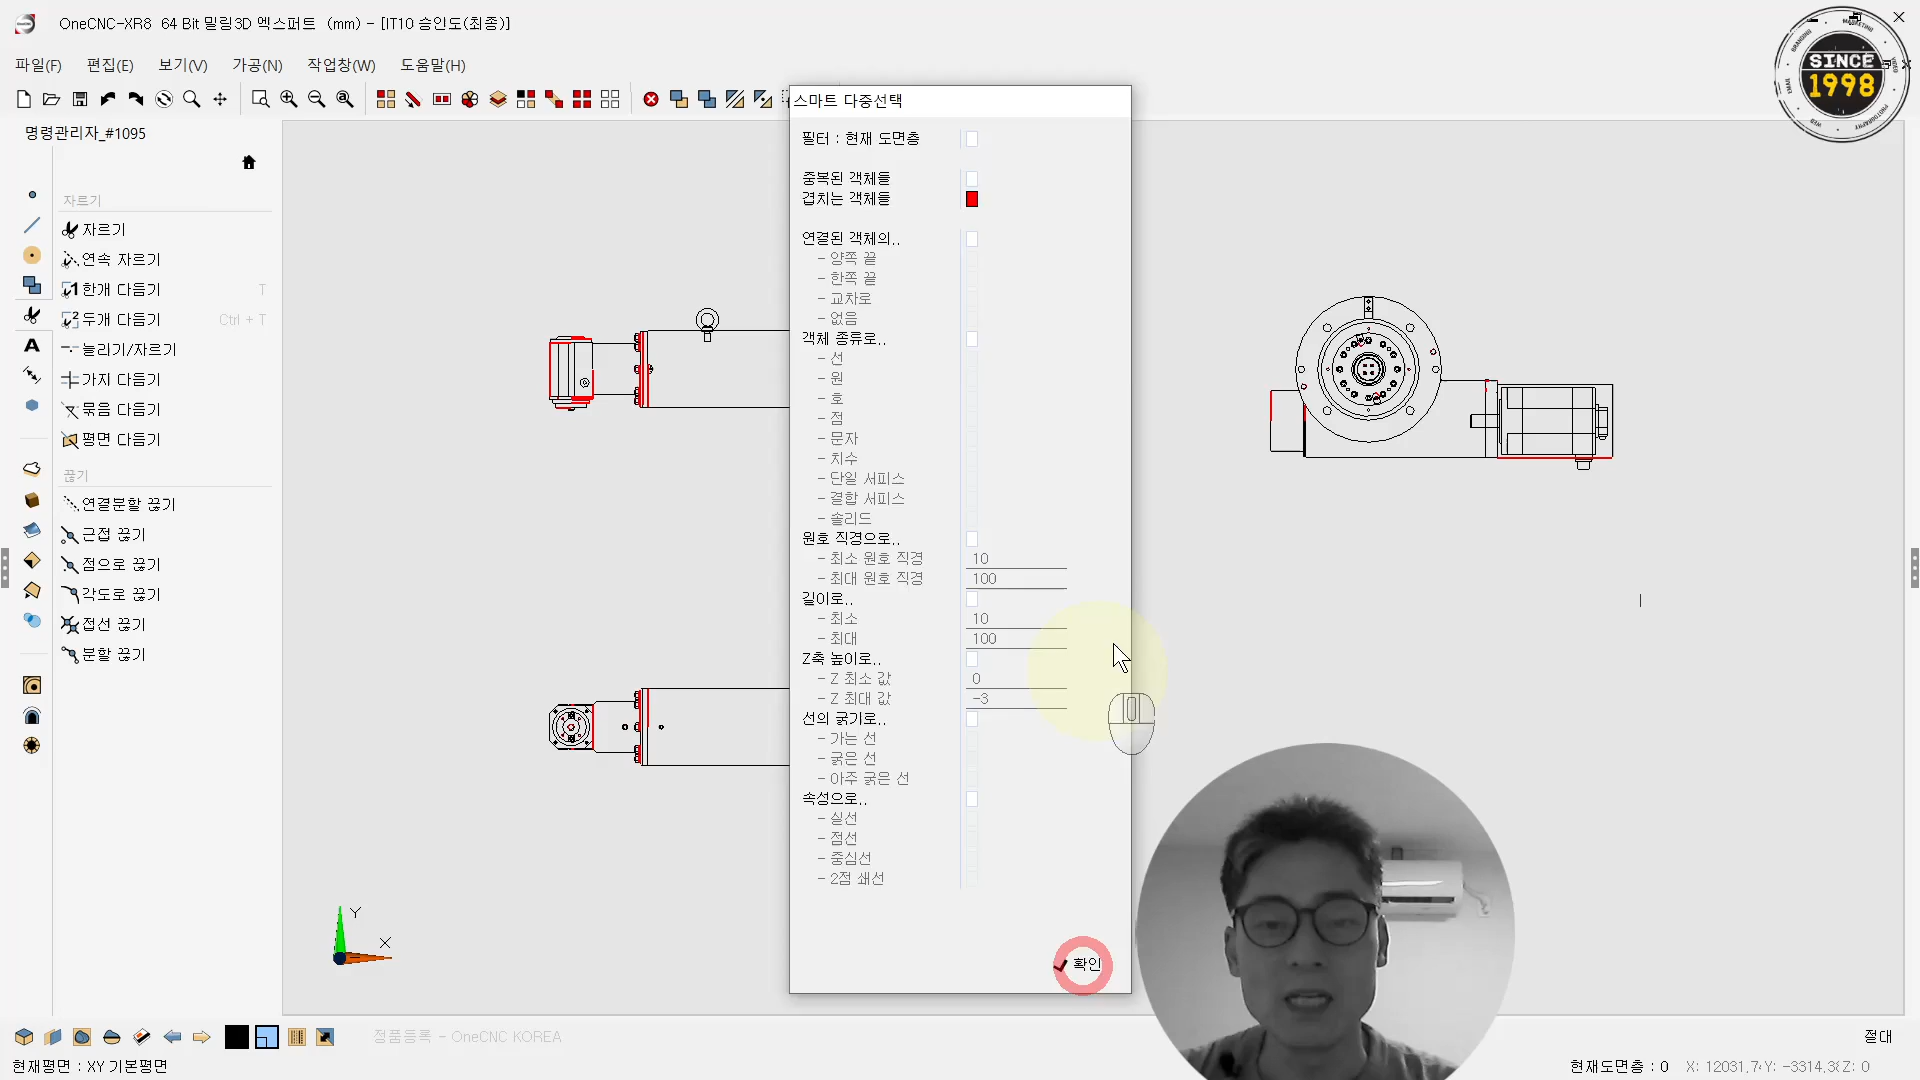 OneCNC-XR8 64 Bit 밀링3D 엑스퍼트 (mm) - [IT10 승인도(최종)]
파일(F) 편집(E) 보기(V) 가공(N) 작업창(W) 도움말(H)
MARKETING
BRANDING
SINCE
1998
PHOTOGRAPHY
명령관리자_#1095
자르기
자르기
연속 자르기
한개 다듬기 T
두개 다듬기 Ctrl + T
늘리기/자르기
가지 다듬기
묶음 다듬기
평면 다듬기
끊기
연결분할 끊기
근접 끊기
점으로 끊기
각도로 끊기
접선 끊기
분할 끊기
스마트 다중선택
필터 : 현재 도면층
중복된 객체들
겹치는 객체들
연결된 객체의..
- 양쪽 끝
- 한쪽 끝
- 교차로
- 없음
객체 종류로..
- 선
- 원
- 호
- 점
- 문자
- 치수
- 단일 서피스
- 결합 서피스
- 솔리드
원호 직경으로..
- 최소 원호 직경 10
- 최대 원호 직경 100
길이로..
- 최소 10
- 최대 100
Z축 높이로..
- Z 최소 값 0
- Z 최대 값 -3
선의 굵기로..
- 가는 선
- 굵은 선
- 아주 굵은 선
속성으로..
- 실선
- 점선
- 중심선
- 2점 쇄선
확인
Y
X
정품등록 - OneCNC KOREA
절대
현재평면 : XY 기본평면
현재도면층 : 0 X: 12031.7 Y: -3314.3 Z: 0